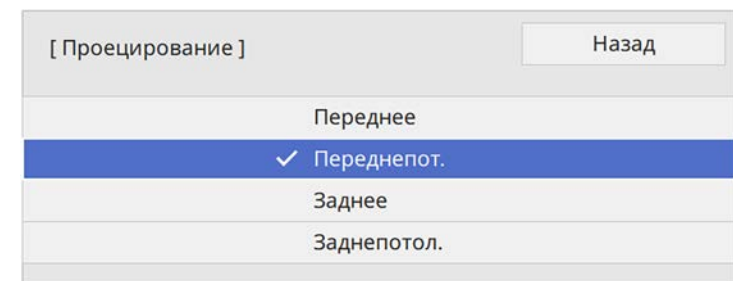 [ Проецирование ]
Назад
Переднее
✓ Переднепот.
Заднее
Заднепотол.